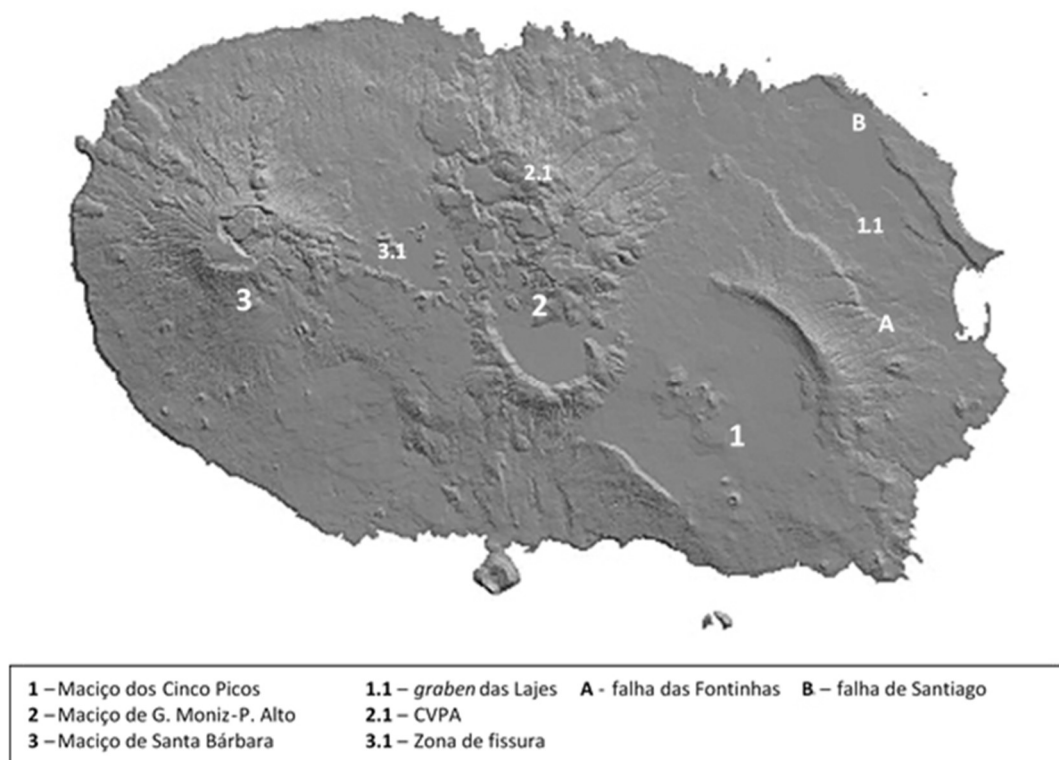 B
2.1
1.1
3.1
3
2
A
1
1 – Maciço dos Cinco Picos
2 – Maciço de G. Moniz-P. Alto
3 – Maciço de Santa Bárbara
1.1 – graben das Lajes
2.1 – CVPA
3.1 – Zona de fissura
A - falha das Fontinhas
B – falha de Santiago